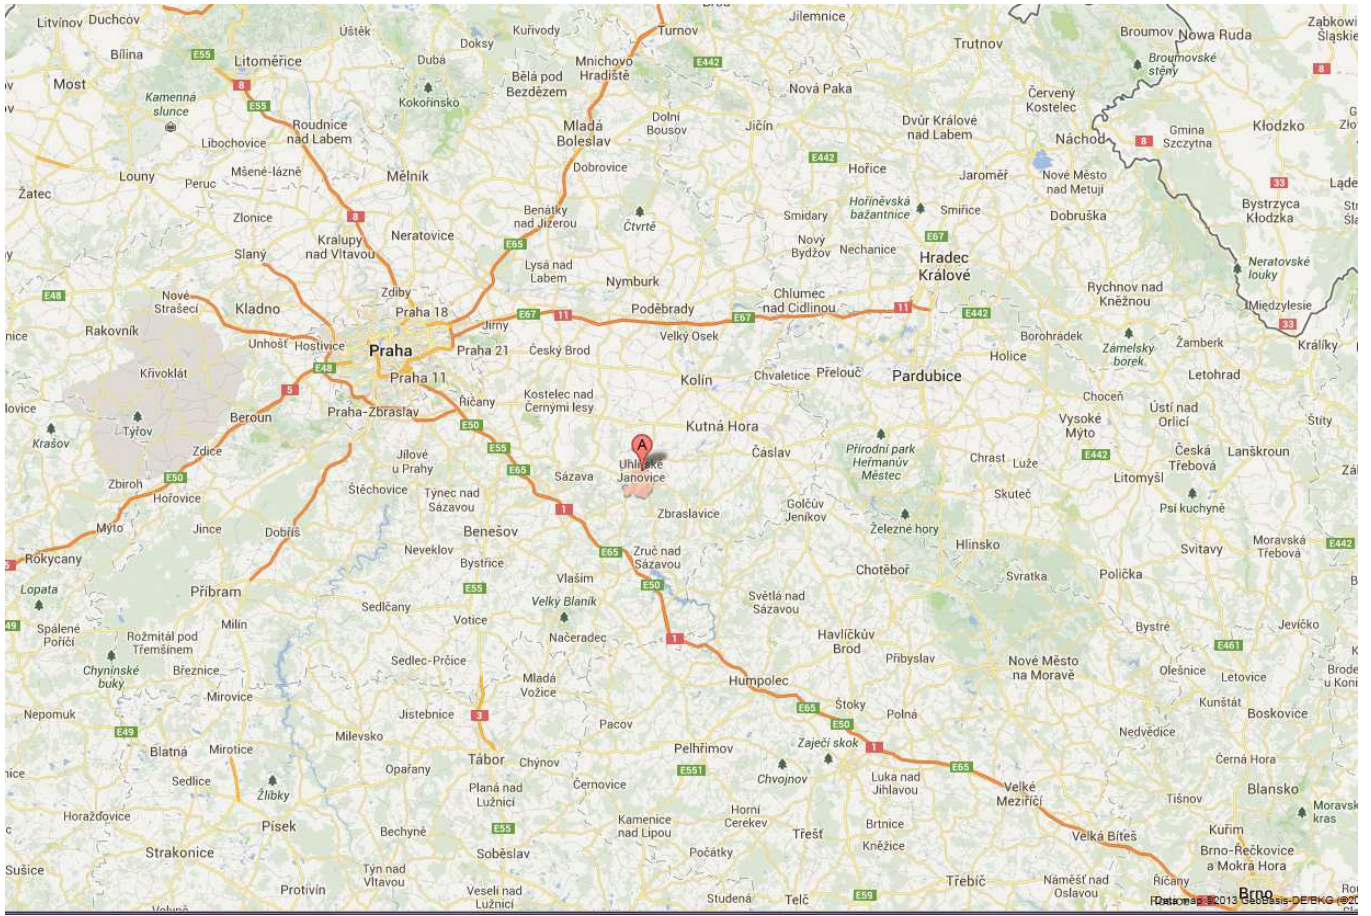 Litvínov
Duchcov
Úštěk
Kuřivody
Turnov
Jilemnice
Trutnov
Broumov
Nowa Ruda
Bílina
E55
Litoměřice
Doksy
Dubá
Mnichovo
Hradiště
E442
Broumovské
stěny
8
Most
8
Bělá pod
Bezdězem
Nová Paka
Červený
Kostelec
Kamenná
slunce
E55
Kokořínsko
Roudnice
nad Labem
Mladá
Boleslav
Dolní
Bousov
Jičín
Dvůr Králové
nad Labem
Náchod
8
Gmina
Szczytna
Kłodzko
Libochovice
E442
Louny
Peruc
Mšené-lázně
Mělník
Dobrovice
Hořice
Jaroměř
Nové Město
nad Metují
33
Žatec
Bystrzyca
Kłodzka
Zlonice
8
Benátky
nad Jizerou
Čtvrtě
Smidary
Hořiněvská
bažantnice
Smiřice
Dobruška
Slaný
Kralupy
nad Vltavou
Neratovice
E65
Nový
Bydžov
Nechanice
E67
Hradec
Králové
Neratovské
louky
Lysá nad
Labem
Nymburk
E48
Nové
Strašecí
Kladno
Zdiby
Praha 18
Poděbrady
Chlumec
nad Cidlinou
11
E442
Rychnov nad
Kněžnou
Międzylesie
33
Rakovník
E67
11
E67
Jirny
Velký Osek
Borohrádek
Zámelský
borek
Žamberk
Králíky
Unhošť
Hostivice
Praha
Praha 21
Český Brod
Holice
Křivoklát
E48
Praha 11
Kolín
Chvaletice
Přelouč
Pardubice
Letohrad
5
Kostelec nad
Černými lesy
Choceň
Týřov
Beroun
Praha-Zbraslav
Říčany
E50
Kutná Hora
Vysoké
Mýto
Ústí nad
Orlicí
Štíty
Krašov
Zdice
E55
A
Uhlířské
Janovice
Čáslav
Přírodní park
Heřmanův
Městec
Chrast
Luže
E442
Česká
Třebová
Lanškroun
Jílové
u Prahy
E65
Sázava
Litomyšl
Zbiroh
E50
Hořovice
Štěchovice
Týnec nad
Sázavou
1
Zbraslavice
Golčův
Jeníkov
Železné hory
Skuteč
Psí kuchyně
Mýto
Jince
Dobříš
Benešov
Hlinsko
Svitavy
Moravská
Třebová
E442
Rokycany
5
Neveklov
Bystřice
E65
Zruč nad
Sázavou
Chotěboř
Svratka
Polička
Lopata
Příbram
E55
Vlašim
E50
Světlá nad
Sázavou
Velký Blaník
Sedlčany
Votice
Spálené
Poříčí
Rožmitál pod
Třemšínem
Milín
Načeradec
1
Havlíčkův
Brod
Přibyslav
Nové Město
na Moravě
Bystré
Jevíčko
E461
Chynínské
buky
Březnice
Sedlec-Prčice
Olešnice
Letovice
Mirovice
Mladá
Vožice
Humpolec
Kunštát
Boskovice
Nepomuk
Jistebnice
3
E65
Štoky
E50
Polná
E49
Milevsko
Pacov
Nedvědice
Blatná
Mirotice
Tábor
Chýnov
Pelhřimov
Zaječí skok
1
Černá Hora
Sedlice
Opařany
E551
Chvojnov
E65
Žlíbky
Planá nad
Lužnicí
Černovice
Luka nad
Jihlavou
Velké
Meziříčí
Tišnov
Blansko
Horažďovice
Písek
Bechyně
E55
Kamenice
nad Lipou
Horní
Cerekev
Třešť
Brtnice
Velká Bíteš
Kuřim
Strakonice
Soběslav
Počátky
Kněžice
Brno-Řečkovice
a Mokrá Hora
Sušice
Týn nad
Vltavou
Protivín
Veselí nad
Lužnicí
Studená
Telč
E59
Třebíč
Náměšť nad
Oslavou
Říčany
Brno